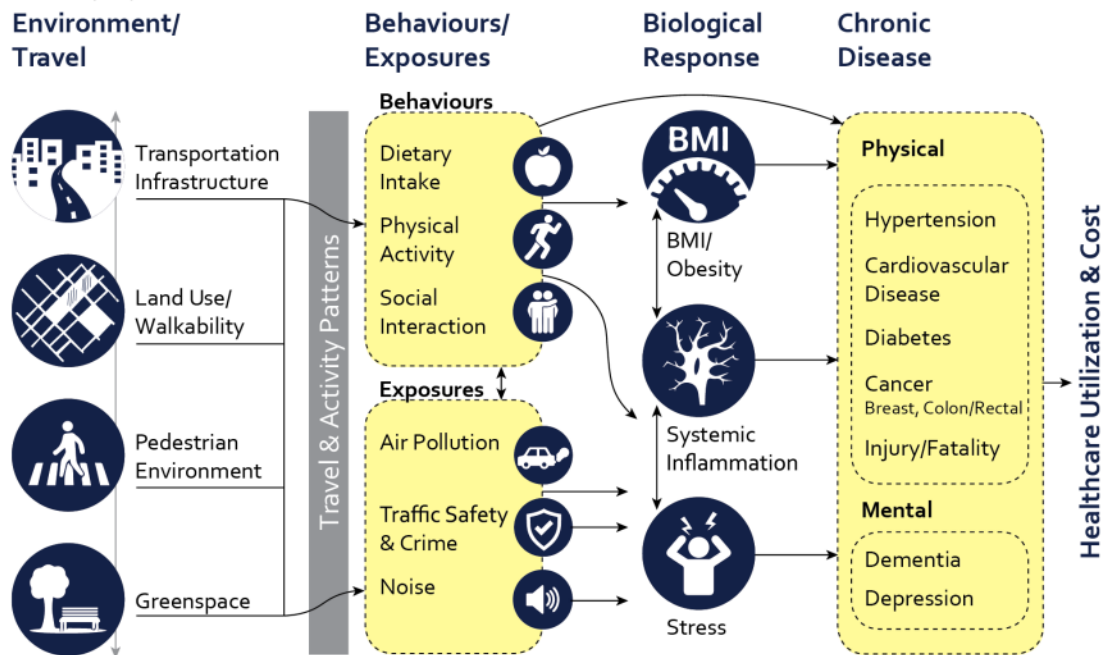 Environment/
Travel
Behaviours/
Exposures
Biological
Response
Chronic
Disease
Transportation
Infrastructure
Land Use/
Walkability
Pedestrian
Environment
Greenspace
Travel & Activity Patterns
Behaviours
Dietary
Intake
Physical
Activity
Social
Interaction
Exposures
Air Pollution
Traffic Safety
& Crime
Noise
BMI
BMI/
Obesity
Systemic
Inflammation
Stress
Physical
Hypertension
Cardiovascular
Disease
Diabetes
Cancer
Breast, Colon/Rectal
Injury/Fatality
Mental
Dementia
Depression
Healthcare Utilization & Cost